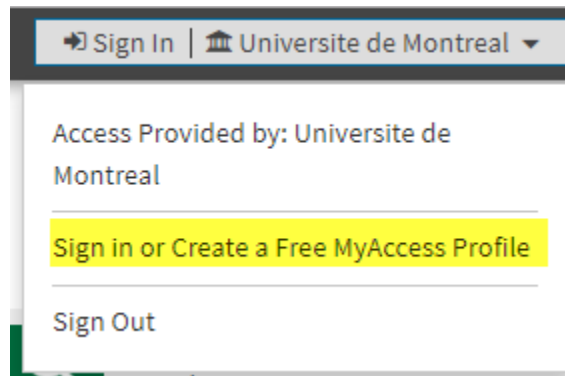 Sign In | Universite de Montreal
Access Provided by: Universite de
Montreal
Sign in or Create a Free MyAccess Profile
Sign Out